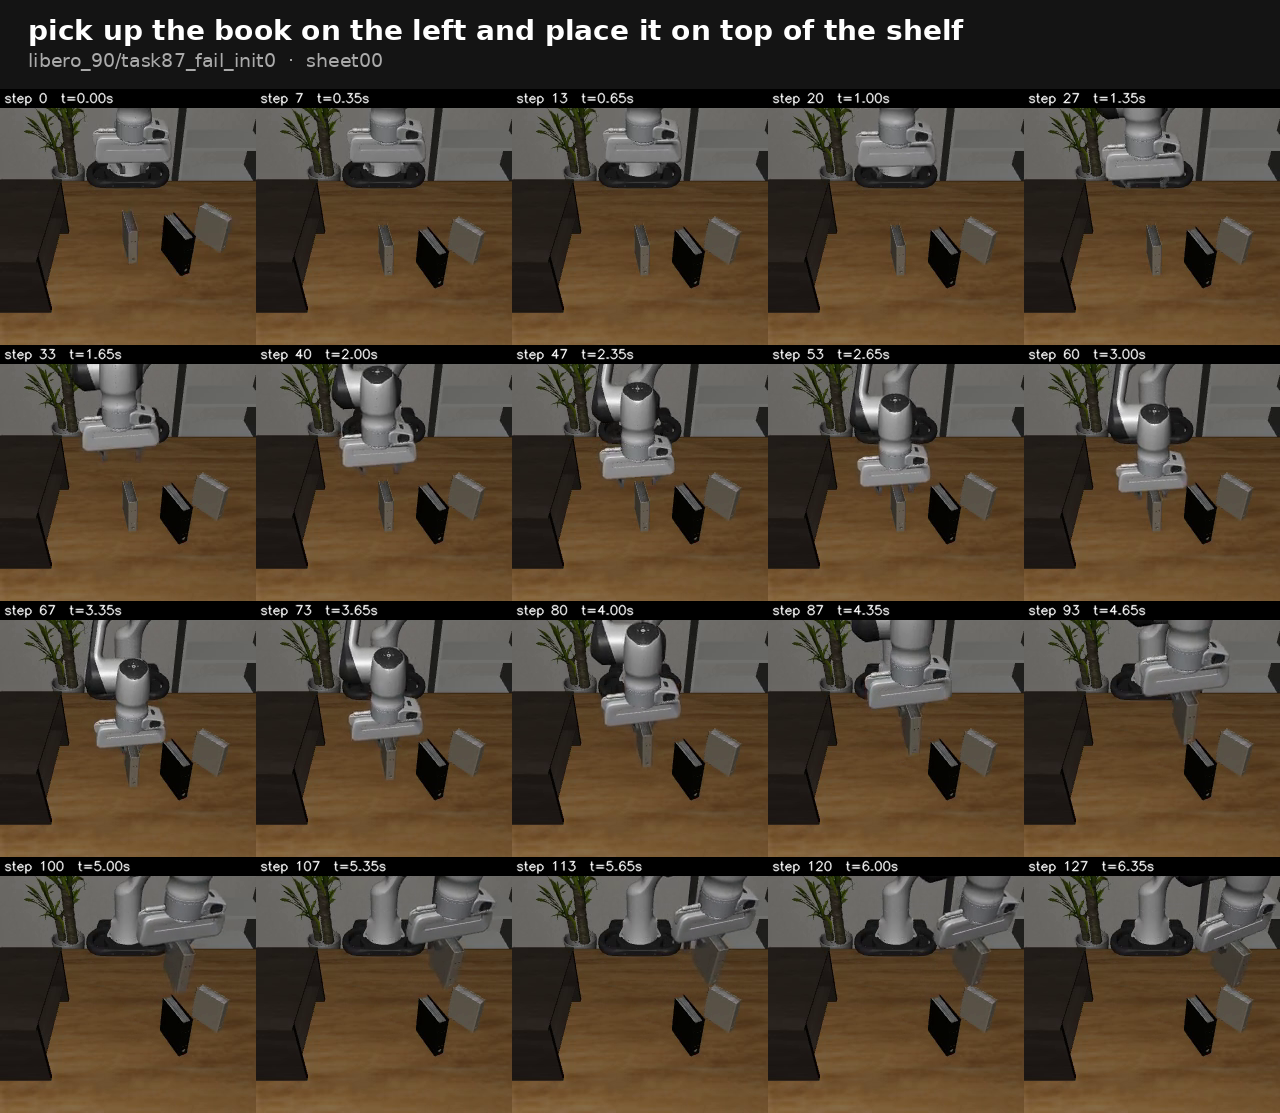 pick up the book on the left and place it on top of the shelf
libero_90/task87_fail_init0 · sheet00
step 0 t=0.00s
step 7 t=0.35s
step 13 t=0.65s
step 20 t=1.00s
step 27 t=1.35s
step 33 t=1.65s
step 40 t=2.00s
step 47 t=2.35s
step 53 t=2.65s
step 60 t=3.00s
step 67 t=3.35s
step 73 t=3.65s
step 80 t=4.00s
step 87 t=4.35s
step 93 t=4.65s
step 100 t=5.00s
step 107 t=5.35s
step 113 t=5.65s
step 120 t=6.00s
step 127 t=6.35s